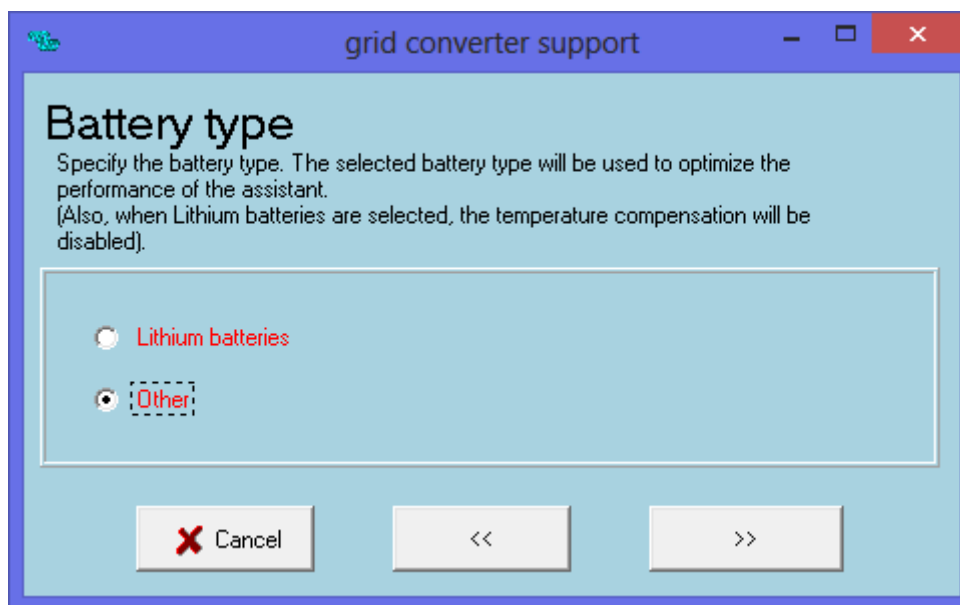 grid converter support
Battery type
Specify the battery type. The selected battery type will be used to optimize the
performance of the assistant.
(Also, when Lithium batteries are selected, the temperature compensation will be
disabled).
Lithium batteries
Other
Cancel
<<
>>